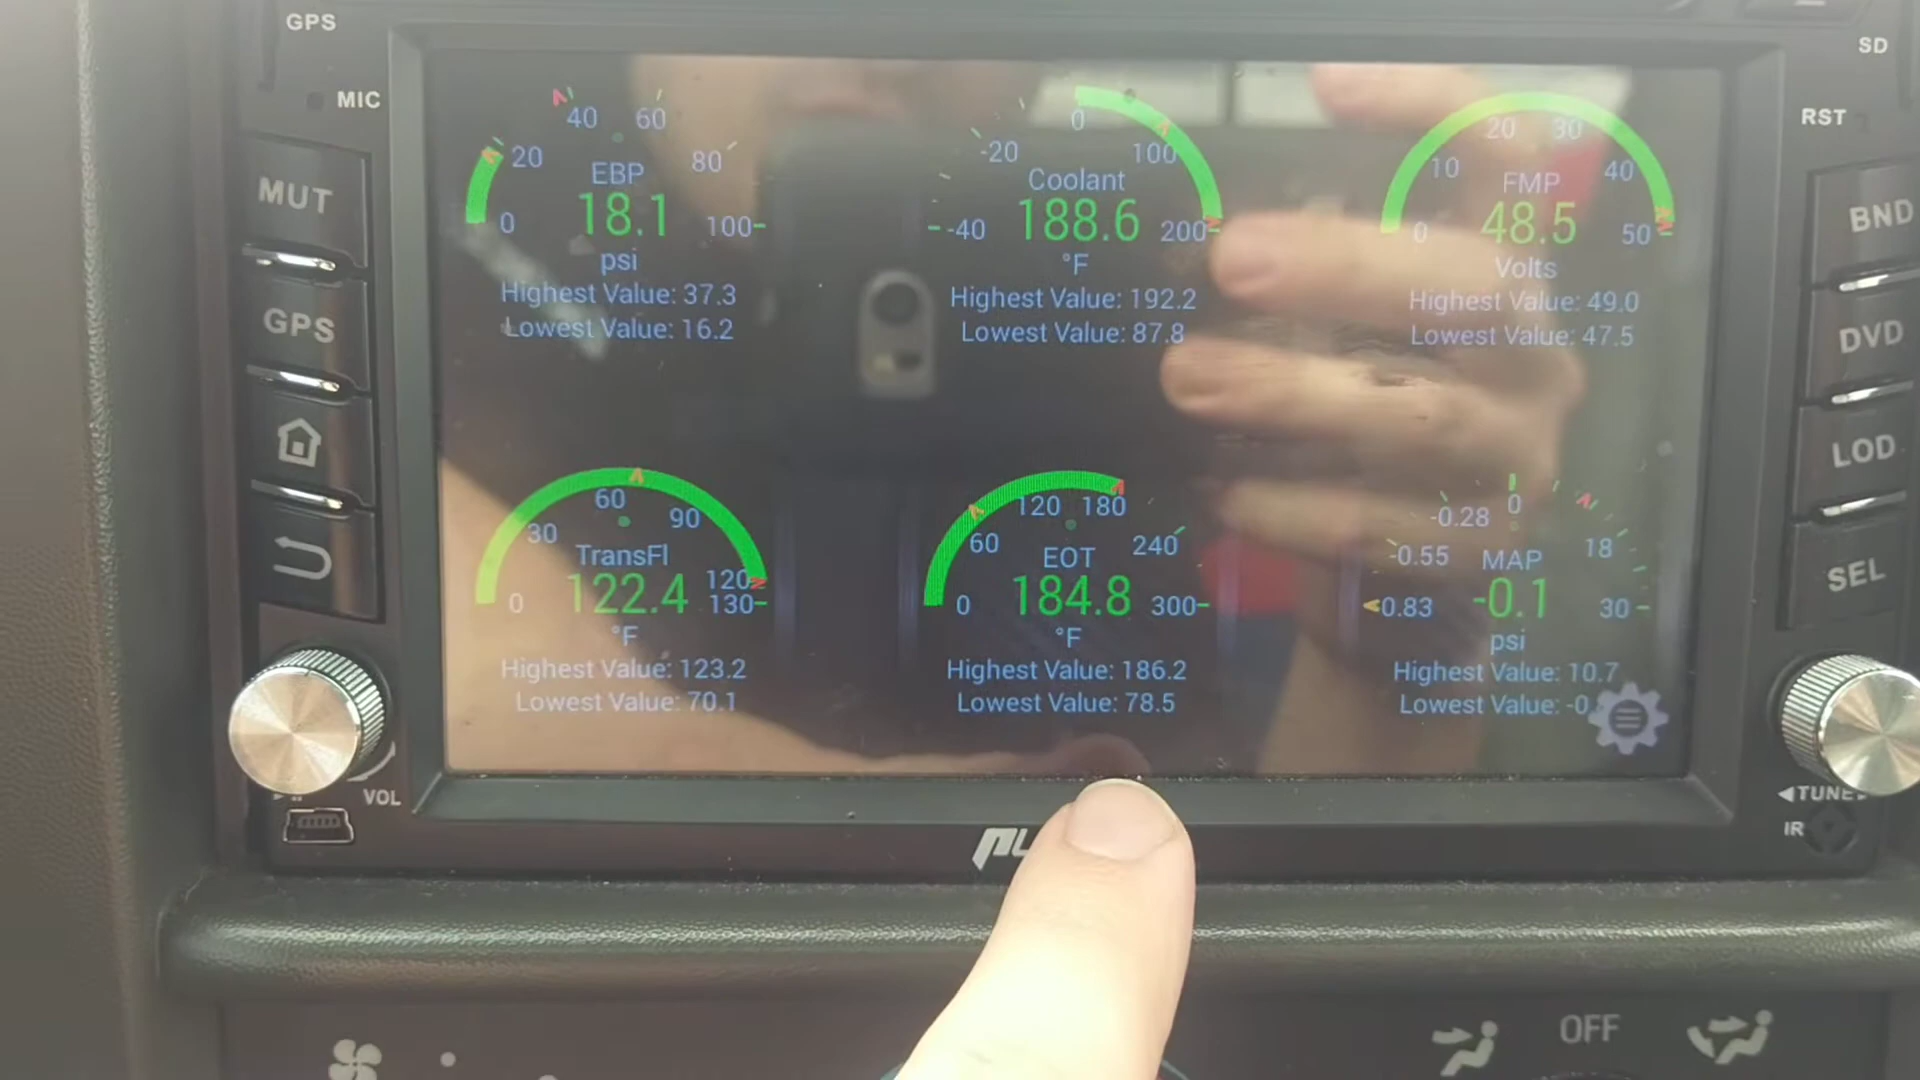 GPS
SD
MIC
RST
MUT
BND
GPS
DVD
LOD
SEL
VOL
TUNE
IR
OFF
0 20 40 60 80 100
EBP
18.1
psi
Highest Value: 37.3
Lowest Value: 16.2
-40 -20 0 100 200
Coolant
188.6
°F
Highest Value: 192.2
Lowest Value: 87.8
0 10 20 30 40 50
FMP
48.5
Volts
Highest Value: 49.0
Lowest Value: 47.5
0 30 60 90 120 130
TransFl
122.4
°F
Highest Value: 123.2
Lowest Value: 70.1
0 60 120 180 240 300
EOT
184.8
°F
Highest Value: 186.2
Lowest Value: 78.5
0.83 -0.55 -0.28 0 18 30
MAP
-0.1
psi
Highest Value: 10.7
Lowest Value: -0